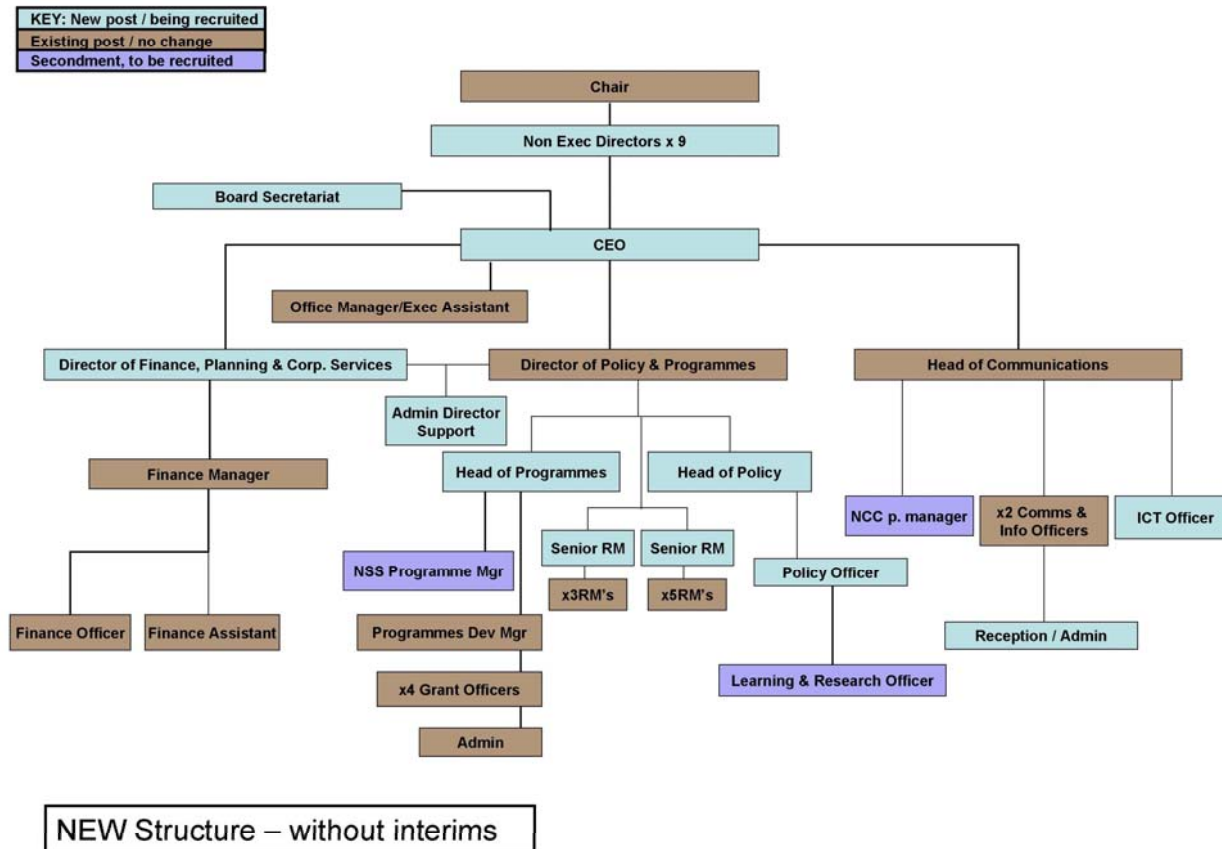 KEY: New post / being recruited
Existing post / no change
Secondment, to be recruited
Chair
Non Exec Directors x 9
Board Secretariat
CEO
Office Manager/Exec Assistant
Director of Finance, Planning & Corp. Services
Director of Policy & Programmes
Head of Communications
Admin Director
Support
Finance Manager
Head of Programmes
Head of Policy
NCC p. manager
x2 Comms &
Info Officers
ICT Officer
Senior RM
Senior RM
NSS Programme Mgr
Policy Officer
x3RM's
x5RM's
Finance Officer
Finance Assistant
Programmes Dev Mgr
Reception / Admin
x4 Grant Officers
Learning & Research Officer
Admin
NEW Structure – without interims